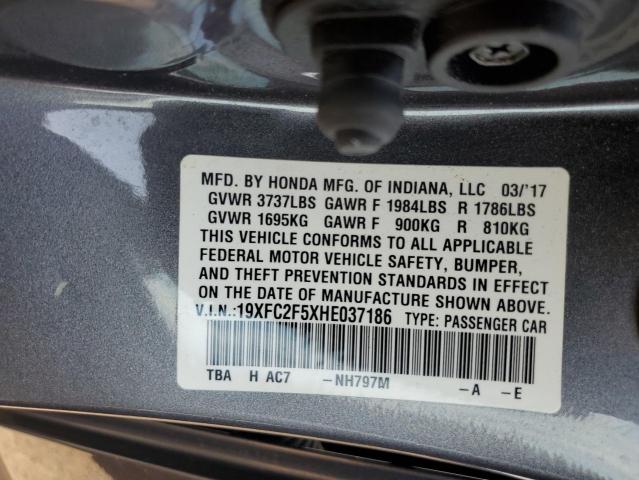 MFD. BY HONDA MFG. OF INDIANA, LLC 03/'17
GVWR 3737LBS GAWR F 1984LBS R 1786LBS
GVWR 1695KG GAWR F 900KG R 810KG
THIS VEHICLE CONFORMS TO ALL APPLICABLE
FEDERAL MOTOR VEHICLE SAFETY, BUMPER,
AND THEFT PREVENTION STANDARDS IN EFFECT
ON THE DATE OF MANUFACTURE SHOWN ABOVE.
V.I.N.:19XFC2F5XHE037186 TYPE: PASSENGER CAR
TBA H AC7 –NH797M –A –E